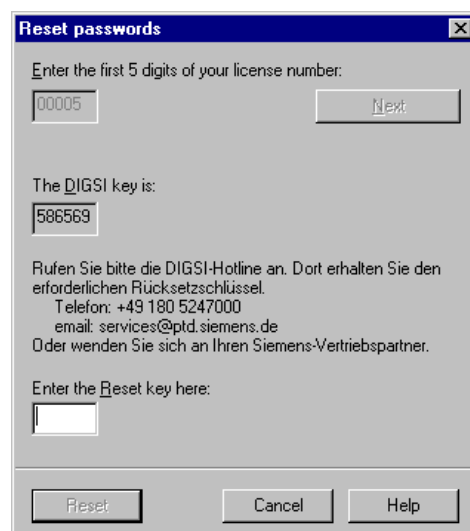 Reset passwords
Enter the first 5 digits of your license number:
00005
Next
The DIGSI key is:
586569
Rufen Sie bitte die DIGSI-Hotline an. Dort erhalten Sie den
erforderlichen Rücksetzschlüssel.
Telefon: +49 180 5247000
email: services@ptd.siemens.de
Oder wenden Sie sich an Ihren Siemens-Vertriebspartner.
Enter the Reset key here:
Reset
Cancel
Help